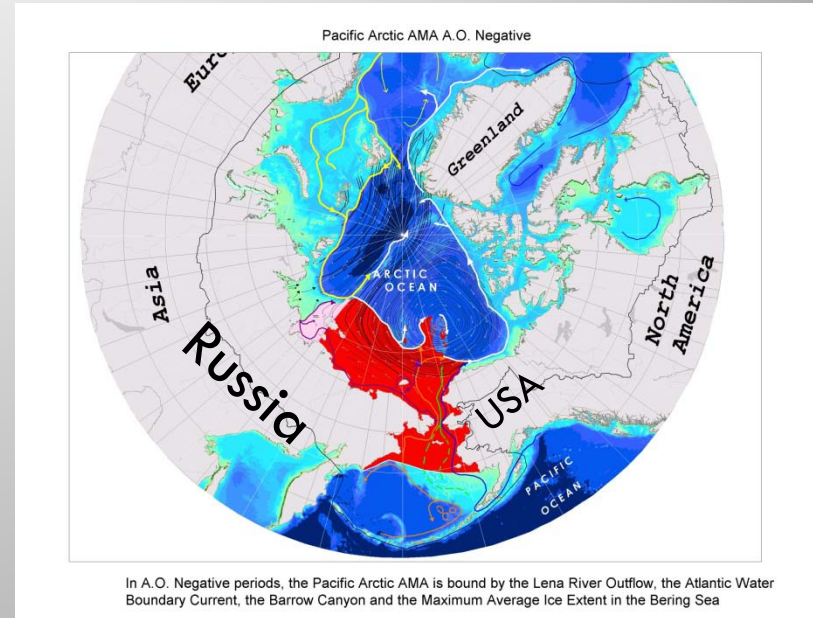 Pacific Arctic AMA A.O. Negative
Greenland
Asia
ARCTIC
OCEAN
North
America
Russia
USA
PACIFIC
OCEAN
In A.O. Negative periods, the Pacific Arctic AMA is bound by the Lena River Outflow, the Atlantic Water
Boundary Current, the Barrow Canyon and the Maximum Average Ice Extent in the Bering Sea